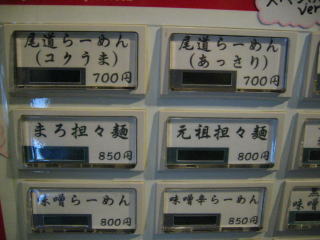 尾道らーめん
(コクうま)
700円
尾道らーめん
(あっさり)
700円
まろ担々麺
850円
元祖担々麺
800円
味噌らーめん
800円
味噌辛らーめん
850円
ver